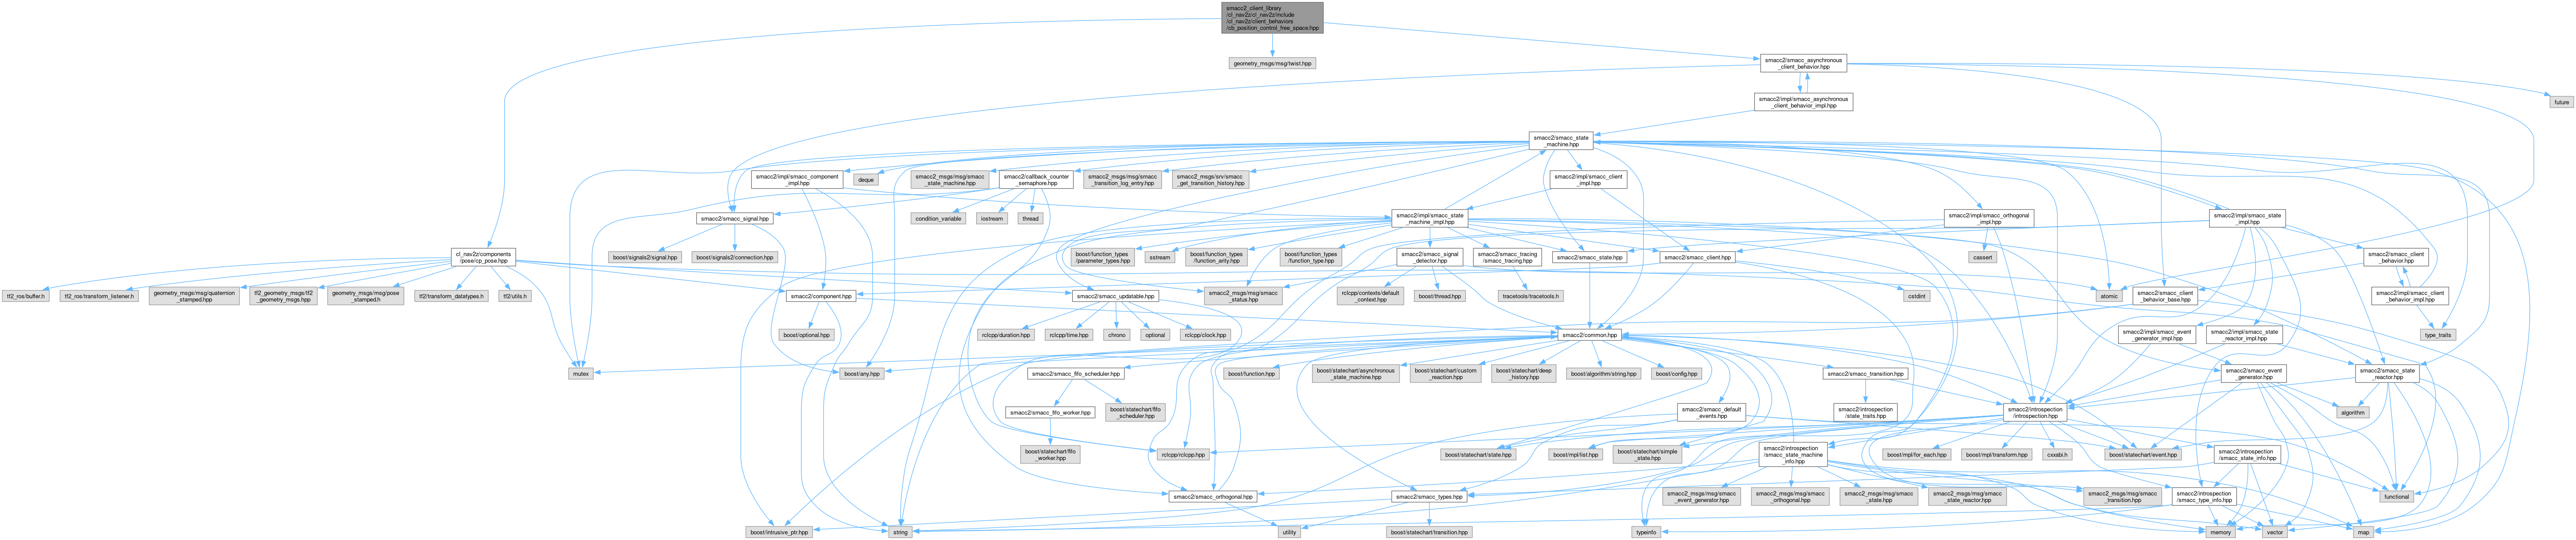 smacc2_client_library
/cl_nav2z/cl_nav2z/include
/cl_nav2z/client_behaviors
/cb_position_control_free_space.hpp
geometry_msgs/msg/twist.hpp
smacc2/smacc_asynchronous
_client_behavior.hpp
smacc2/impl/smacc_asynchronous
_client_behavior_impl.hpp
future
smacc2/smacc_state
_machine.hpp
smacc2/impl/smacc_component
_impl.hpp
deque
smacc2_msgs/msg/smacc
_state_machine.hpp
smacc2/callback_counter
_semaphore.hpp
smacc2_msgs/msg/smacc
_transition_log_entry.hpp
smacc2_msgs/srv/smacc
_get_transition_history.hpp
smacc2/impl/smacc_client
_impl.hpp
smacc2/smacc_signal.hpp
condition_variable
iostream
thread
smacc2/impl/smacc_state
_machine_impl.hpp
smacc2/impl/smacc_orthogonal
_impl.hpp
smacc2/impl/smacc_state
_impl.hpp
cl_nav2z/components
/pose/cp_pose.hpp
boost/signals2/signal.hpp
boost/signals2/connection.hpp
boost/function_types
/parameter_types.hpp
sstream
boost/function_types
/function_arity.hpp
boost/function_types
/function_type.hpp
smacc2/smacc_signal
_detector.hpp
smacc2/smacc_tracing
/smacc_tracing.hpp
smacc2/smacc_state.hpp
smacc2/smacc_client.hpp
cassert
smacc2/smacc_client
_behavior.hpp
tf2_ros/buffer.h
tf2_ros/transform_listener.h
geometry_msgs/msg/quaternion
_stamped.hpp
tf2_geometry_msgs/tf2
_geometry_msgs.hpp
geometry_msgs/msg/pose
_stamped.h
tf2/transform_datatypes.h
tf2/utils.h
smacc2/component.hpp
smacc2/smacc_updatable.hpp
smacc2_msgs/msg/smacc
_status.hpp
rclcpp/contexts/default
_context.hpp
boost/thread.hpp
tracetools/tracetools.h
cstdint
atomic
smacc2/smacc_client
_behavior_base.hpp
smacc2/impl/smacc_client
_behavior_impl.hpp
boost/optional.hpp
rclcpp/duration.hpp
rclcpp/time.hpp
chrono
optional
rclcpp/clock.hpp
smacc2/common.hpp
smacc2/impl/smacc_event
_generator_impl.hpp
smacc2/impl/smacc_state
_reactor_impl.hpp
type_traits
mutex
boost/any.hpp
smacc2/smacc_fifo_scheduler.hpp
boost/function.hpp
boost/statechart/asynchronous
_state_machine.hpp
boost/statechart/custom
_reaction.hpp
boost/statechart/deep
_history.hpp
boost/algorithm/string.hpp
boost/config.hpp
smacc2/smacc_transition.hpp
smacc2/smacc_event
_generator.hpp
smacc2/smacc_state
_reactor.hpp
smacc2/smacc_fifo_worker.hpp
boost/statechart/fifo
_scheduler.hpp
smacc2/smacc_default
_events.hpp
smacc2/introspection
/state_traits.hpp
smacc2/introspection
/introspection.hpp
algorithm
boost/statechart/fifo
_worker.hpp
rclcpp/rclcpp.hpp
boost/statechart/state.hpp
boost/mpl/list.hpp
boost/statechart/simple
_state.hpp
smacc2/introspection
/smacc_state_machine
_info.hpp
boost/mpl/for_each.hpp
boost/mpl/transform.hpp
cxxabi.h
boost/statechart/event.hpp
smacc2/introspection
/smacc_state_info.hpp
smacc2/smacc_orthogonal.hpp
smacc2/smacc_types.hpp
smacc2_msgs/msg/smacc
_event_generator.hpp
smacc2_msgs/msg/smacc
_orthogonal.hpp
smacc2_msgs/msg/smacc
_state.hpp
smacc2_msgs/msg/smacc
_state_reactor.hpp
smacc2_msgs/msg/smacc
_transition.hpp
smacc2/introspection
/smacc_type_info.hpp
functional
boost/intrusive_ptr.hpp
string
utility
boost/statechart/transition.hpp
typeinfo
memory
vector
map